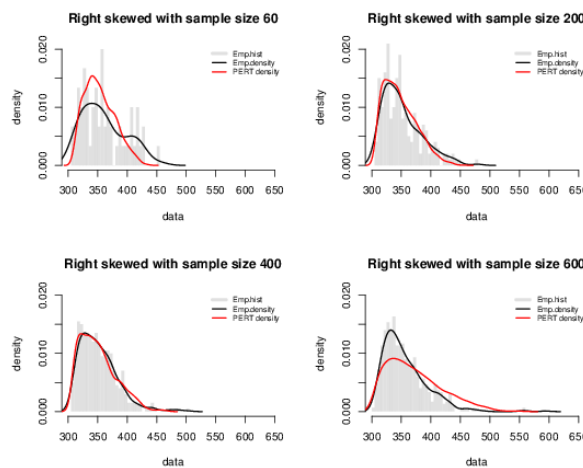 Right skewed with sample size 60
0.020
0.010
0.000
density
Emp.hist
Emp.density
PERT density
300 350 400 450 500 550 600 650
data
Right skewed with sample size 200
0.020
0.010
0.000
density
Emp.hist
Emp.density
PERT density
300 350 400 450 500 550 600 650
data
Right skewed with sample size 400
0.020
0.010
0.000
density
Emp.hist
Emp.density
PERT density
300 350 400 450 500 550 600 650
data
Right skewed with sample size 600
0.020
0.010
0.000
density
Emp.hist
Emp.density
PERT density
300 350 400 450 500 550 600 650
data